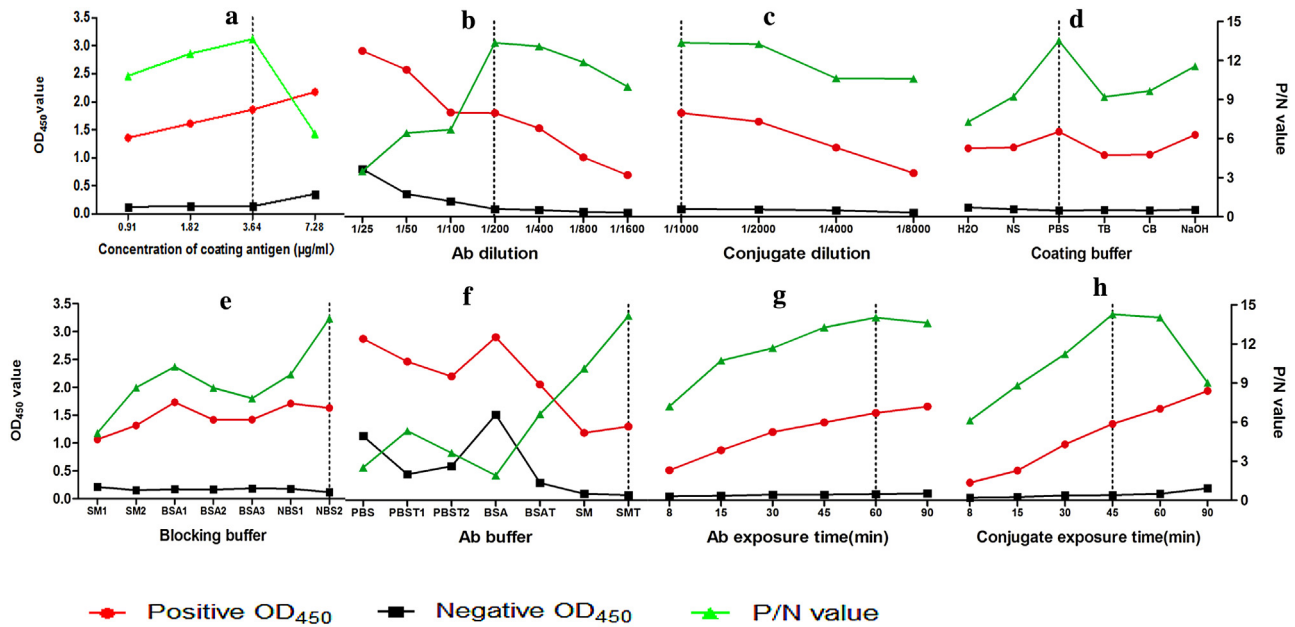 a b c d
3.5 3.0 2.5 2.0 1.5 1.0 0.5 0.0
OD450 value
15 12 9 6 3 0
P/N value
0.91 1.82 3.64 7.28 1/25 1/50 1/100 1/200 1/400 1/800 1/1600 1/1000 1/2000 1/4000 1/8000 H2O NS PBS TB CB NaOH
Concentration of coating antigen (μg/ml) Ab dilution Conjugate dilution Coating buffer
e f g h
3.5 3.0 2.5 2.0 1.5 1.0 0.5 0.0
OD450 value
15 12 9 6 3 0
P/N value
SM1 SM2 BSA1 BSA2 BSA3 NBS1 NBS2 PBS PBST1 PBST2 BSA BSAT SM SMT 8 15 30 45 60 90 8 15 30 45 60 90
Blocking buffer Ab buffer Ab exposure time(min) Conjugate exposure time(min)
Positive OD450 Negative OD450 P/N value